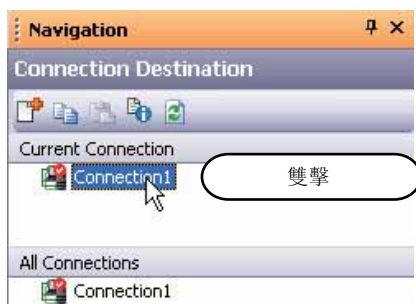 Navigation
Connection Destination
Current Connection
Connection1
雙擊
All Connections
Connection1